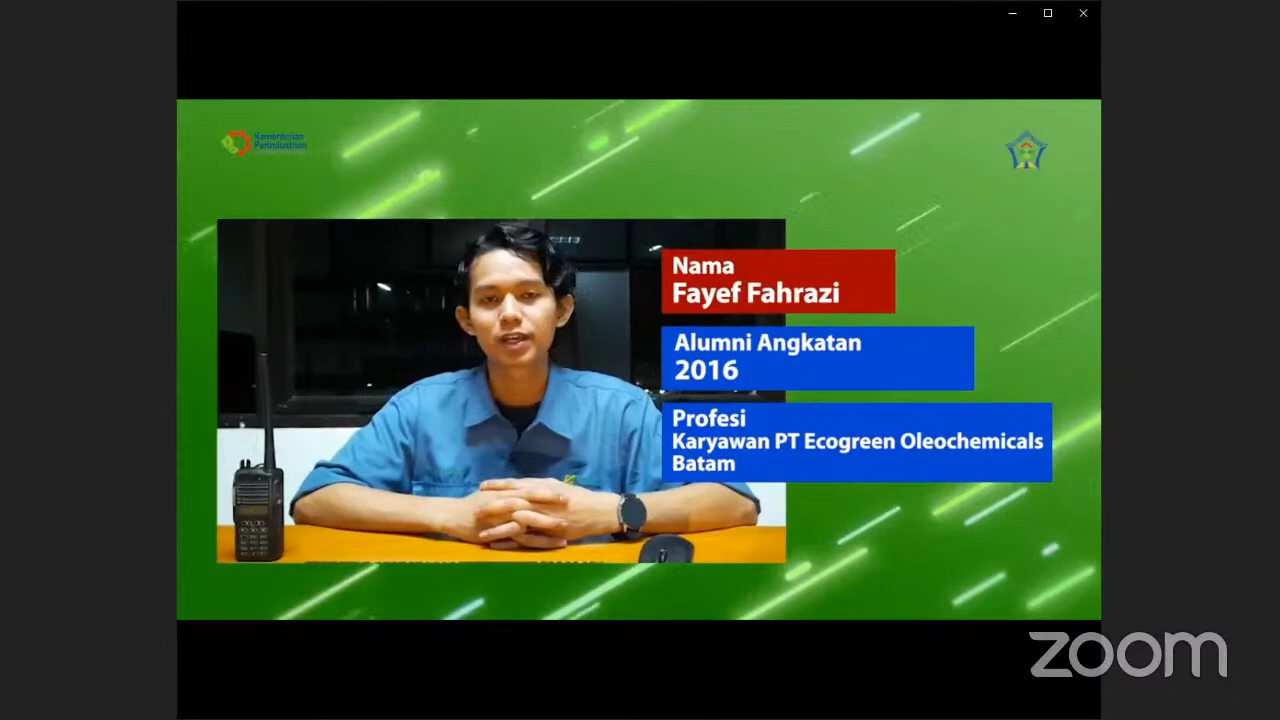 Kementerian
Perindustrian
Nama
Fayef Fahrazi
Alumni Angkatan
2016
Profesi
Karyawan PT Ecogreen Oleochemicals
Batam
zoom